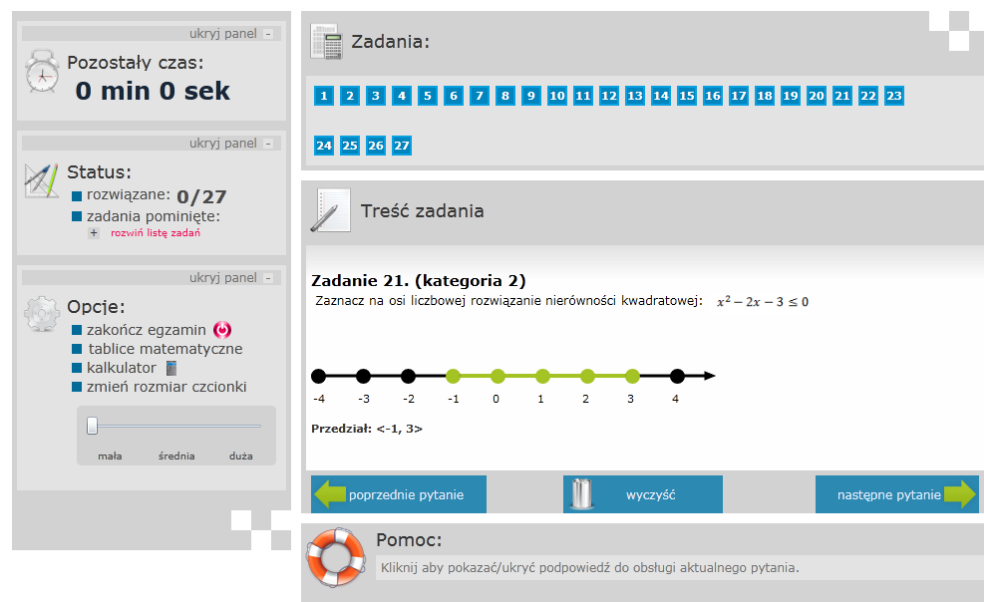 ukryj panel -
Pozostały czas:
0 min 0 sek
ukryj panel -
Status:
rozwiązane: 0/27
zadania pominięte:
+ rozwiń listę zadań
ukryj panel -
Opcje:
zakończ egzamin
tablice matematyczne
kalkulator
zmień rozmiar czcionki
mała średnia duża
Zadania:
1 2 3 4 5 6 7 8 9 10 11 12 13 14 15 16 17 18 19 20 21 22 23
24 25 26 27
Treść zadania
Zadanie 21. (kategoria 2)
Zaznacz na osi liczbowej rozwiązanie nierówności kwadratowej: x² − 2x − 3 ≤ 0
-4 -3 -2 -1 0 1 2 3 4
Przedział: <-1, 3>
poprzednie pytanie wyczyść następne pytanie
Pomoc:
Kliknij aby pokazać/ukryć podpowiedź do obsługi aktualnego pytania.